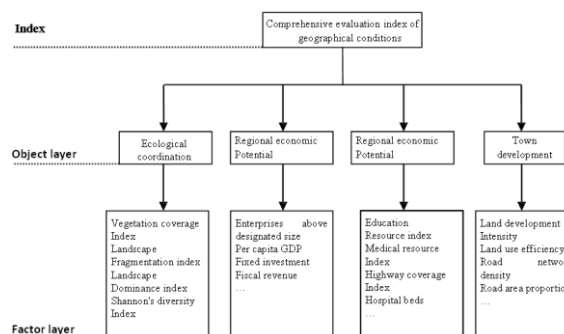 Index
Comprehensive evaluation index of
geographical conditions
Object layer
Ecological
coordination
Regional economic
Potential
Regional economic
Potential
Town
development
Vegetation coverage
Index
Landscape
Fragmentation index
Landscape
Dominance index
Shannon's diversity
Index
Enterprises above
designated size
Per capita GDP
Fixed investment
Fiscal revenue
...
Education
Resource index
Medical resource
Index
Highway coverage
Index
Hospital beds
...
Land development
Intensity
Land use efficiency
Road networ
density
Road area proportio
...
Factor layer